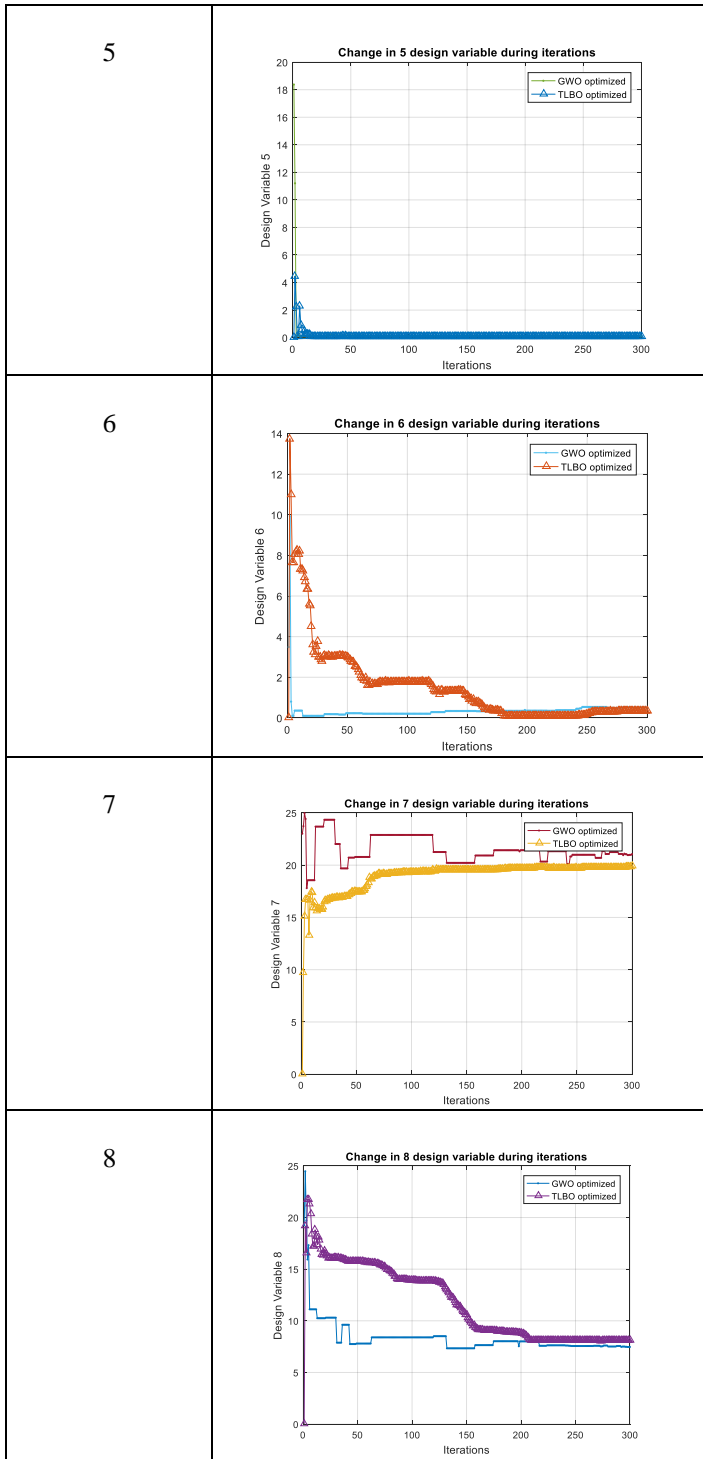 5
Change in 5 design variable during iterations
20
18
16
14
12
10
8
6
4
2
0
Design Variable 5
GWO optimized
TLBO optimized
0 50 100 150 200 250 300
Iterations
6
Change in 6 design variable during iterations
14
12
10
8
6
4
2
0
Design Variable 6
GWO optimized
TLBO optimized
0 50 100 150 200 250 300
Iterations
7
Change in 7 design variable during iterations
25
20
15
10
5
0
Design Variable 7
GWO optimized
TLBO optimized
0 50 100 150 200 250 300
Iterations
8
Change in 8 design variable during iterations
25
20
15
10
5
0
Design Variable 8
GWO optimized
TLBO optimized
0 50 100 150 200 250 300
Iterations